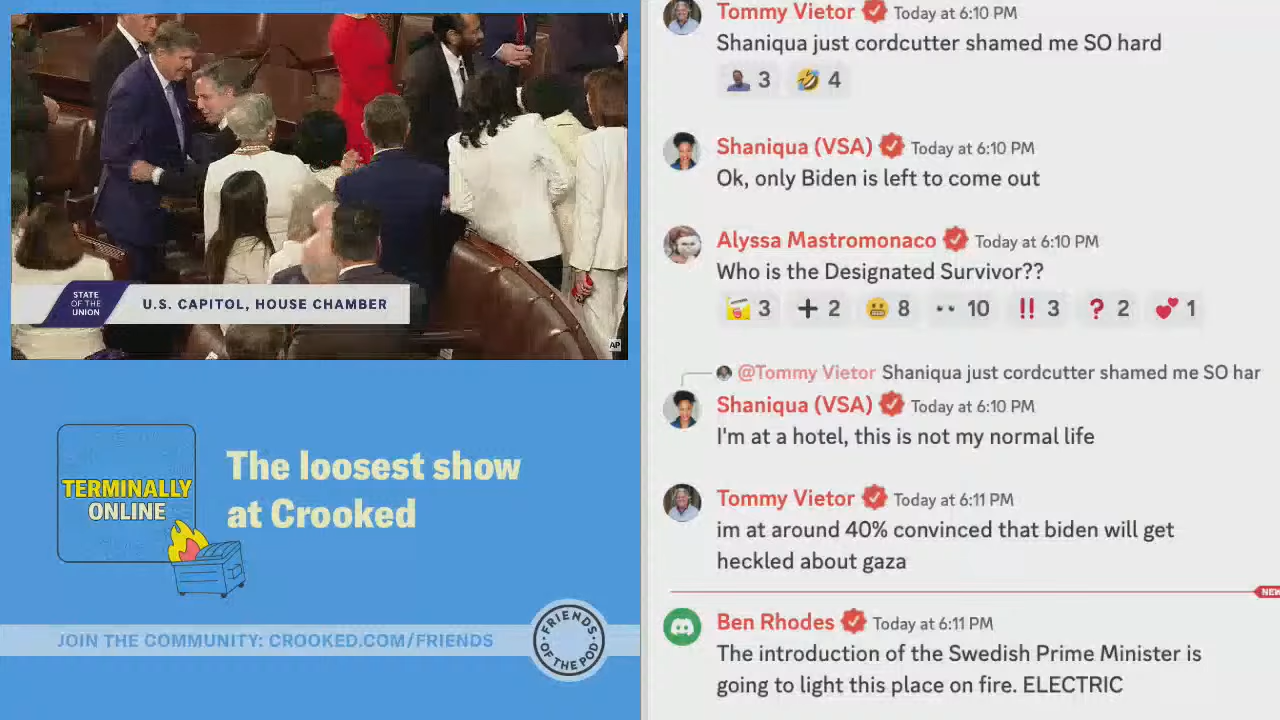 STATE
OF THE
UNION
U.S. CAPITOL, HOUSE CHAMBER
AP
TERMINALLY
ONLINE
The loosest show
at Crooked
JOIN THE COMMUNITY: CROOKED.COM/FRIENDS
FRIENDS
OF THE POD
Tommy Vietor Today at 6:10 PM
Shaniqua just cordcutter shamed me SO hard
3 4
Shaniqua (VSA) Today at 6:10 PM
Ok, only Biden is left to come out
Alyssa Mastromonaco Today at 6:10 PM
Who is the Designated Survivor??
3 2 8 10 3 2 1
@Tommy Vietor Shaniqua just cordcutter shamed me SO har
Shaniqua (VSA) Today at 6:10 PM
I'm at a hotel, this is not my normal life
Tommy Vietor Today at 6:11 PM
im at around 40% convinced that biden will get
heckled about gaza
NEW
Ben Rhodes Today at 6:11 PM
The introduction of the Swedish Prime Minister is
going to light this place on fire. ELECTRIC